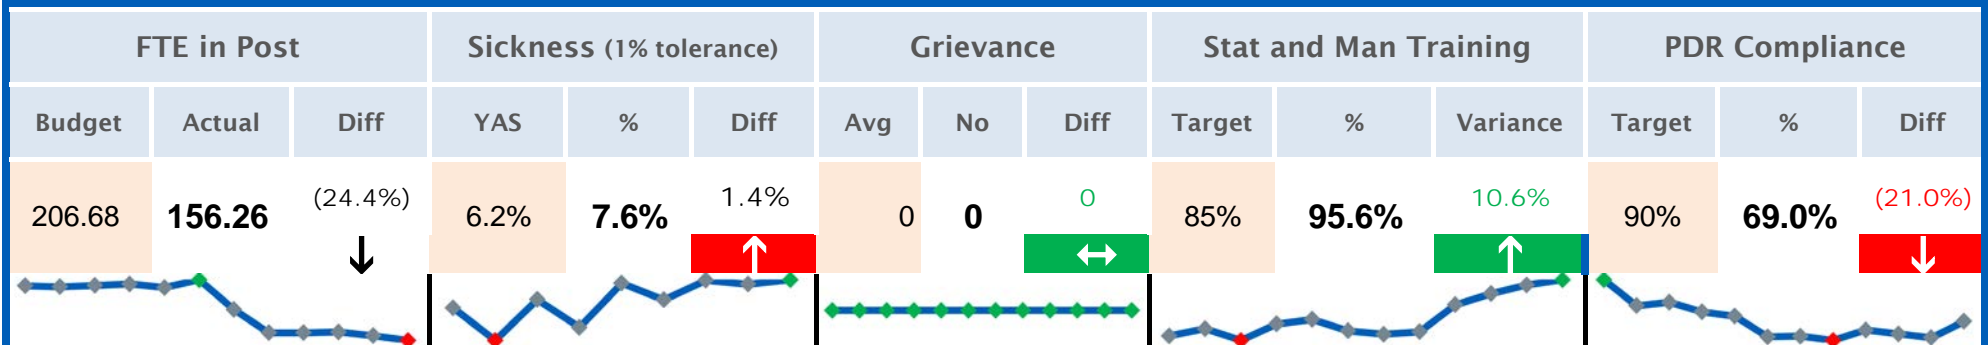 FTE in Post Sickness (1% tolerance) Grievance Stat and Man Training PDR Compliance
Budget Actual Diff YAS % Diff Avg No Diff Target % Variance Target % Diff
206.68 156.26 (24.4%) 6.2% 7.6% 1.4% 0 0 0 85% 95.6% 10.6% 90% 69.0% (21.0%)